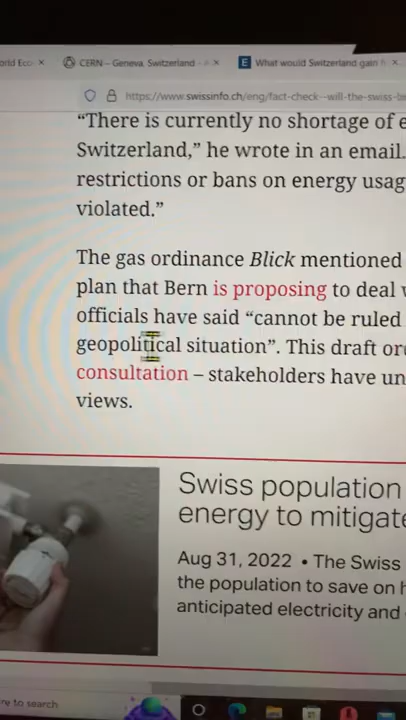 orld Eco
CERN – Geneva, Switzerland -
What would Switzerland gain
https://www.swissinfo.ch/eng/fact-check--will-the-swiss-b
“There is currently no shortage of e
Switzerland,” he wrote in an email.
restrictions or bans on energy usag
violated.”
The gas ordinance Blick mentioned
plan that Bern is proposing to deal
officials have said “cannot be ruled
geopolitical situation”. This draft or
consultation – stakeholders have un
views.
Swiss population
energy to mitigate
Aug 31, 2022 • The Swiss
the population to save on h
anticipated electricity and
re to search